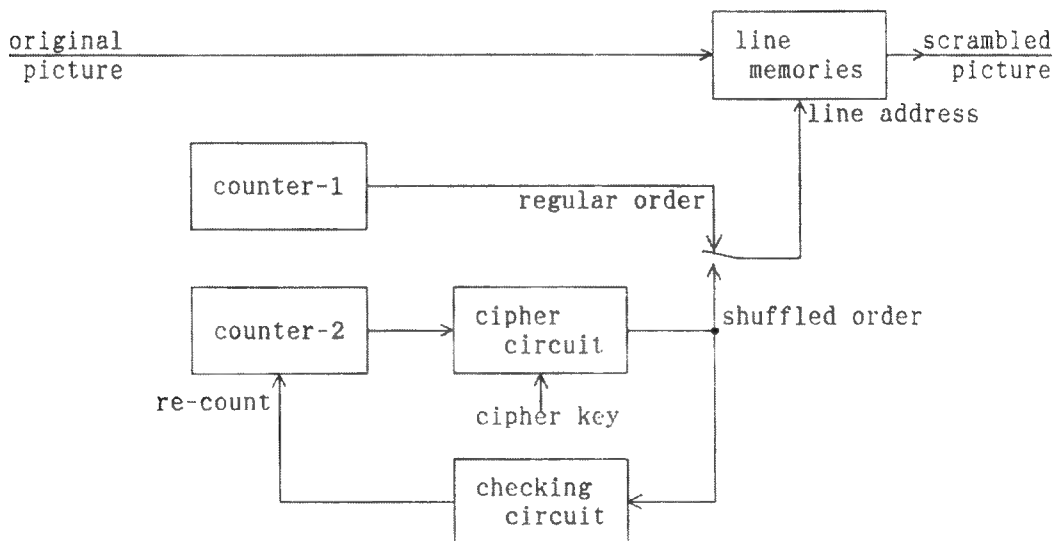 original
picture
line
memories
scrambled
picture
line address
counter-1
regular order
counter-2
cipher
circuit
shuffled order
re-count
cipher key
checking
circuit